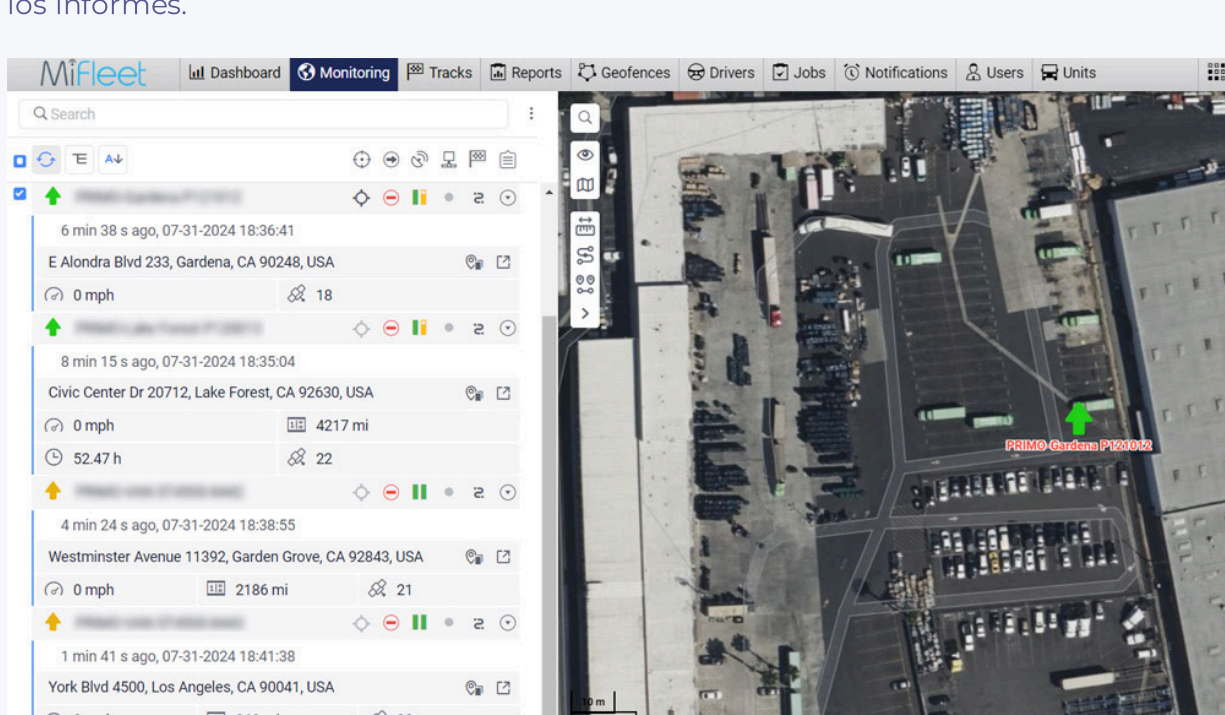 los informes.
MiFleet
Dashboard Monitoring Tracks Reports Geofences Drivers Jobs Notifications Users Units
Search
6 min 38 s ago, 07-31-2024 18:36:41
E Alondra Blvd 233, Gardena, CA 90248, USA
0 mph 18
8 min 15 s ago, 07-31-2024 18:35:04
Civic Center Dr 20712, Lake Forest, CA 92630, USA
0 mph 4217 mi
52.47 h 22
4 min 24 s ago, 07-31-2024 18:38:55
Westminster Avenue 11392, Garden Grove, CA 92843, USA
0 mph 2186 mi 21
1 min 41 s ago, 07-31-2024 18:41:38
York Blvd 4500, Los Angeles, CA 90041, USA
PRIMO-Gardena P121012
10 m